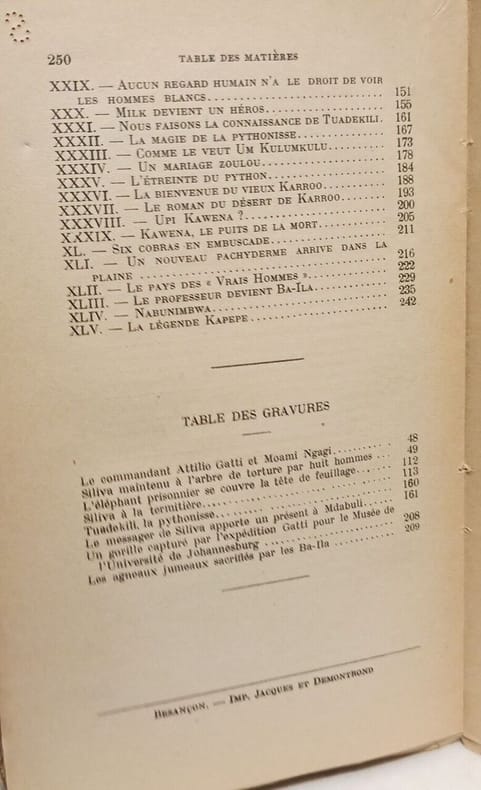 250 TABLE DES MATIÈRES
XXIX. — Aucun regard humain n'a le droit de voir
les hommes blancs................................ 151
XXX. — Milk devient un héros................... 155
XXXI. — Nous faisons la connaissance de Tuadekili. 161
XXXII. — La magie de la pythonisse............... 167
XXXIII. — Comme le veut Um Kulumkulu......... 173
XXXIV. — Un mariage zoulou...................... 178
XXXV. — L'étreinte du python..................... 184
XXXVI. — La bienvenue du vieux Karroo........... 188
XXXVII. — Le roman du désert de Karroo......... 193
XXXVIII. — Upi Kawena ?......................... 200
XXXIX. — Kawena, le puits de la mort............ 205
XL. — Six cobras en embuscade................... 211
XLI. — Un nouveau pachyderme arrive dans la
plaine ........................................ 216
XLII. — Le pays des « Vrais Hommes »............ 222
XLIII. — Le professeur devient Ba-Ila............ 229
XLIV. — Nabunimbwa............................. 235
XLV. — La légende Kapepe........................ 242
TABLE DES GRAVURES
Le commandant Attilio Gatti et Moami Ngagi.......... 48
Siliva maintenu à l'arbre de torture par huit hommes ... 49
L'éléphant prisonnier se couvre la tête de feuillage...... 112
Siliva à la termitière................................ 113
Tuadekili, la pythonisse............................. 160
Le messager de Siliva apporte un présent à Mdabuli..... 161
Un gorille capturé par l'expédition Gatti pour le Musée de
l'Université de Johannesburg ...................... 208
Les agneaux jumeaux sacrifiés par les Ba-Ila ........... 209
Besançon. — Imp. Jacques et Demontrond